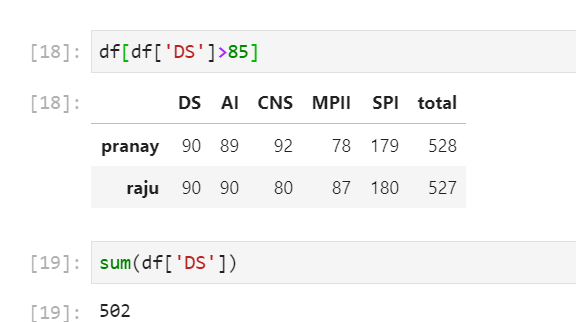 [18]: df[df['DS']>85]
[18]: DS AI CNS MPII SPI total
pranay 90 89 92 78 179 528
raju 90 90 80 87 180 527
[19]: sum(df['DS'])
[19]: 502